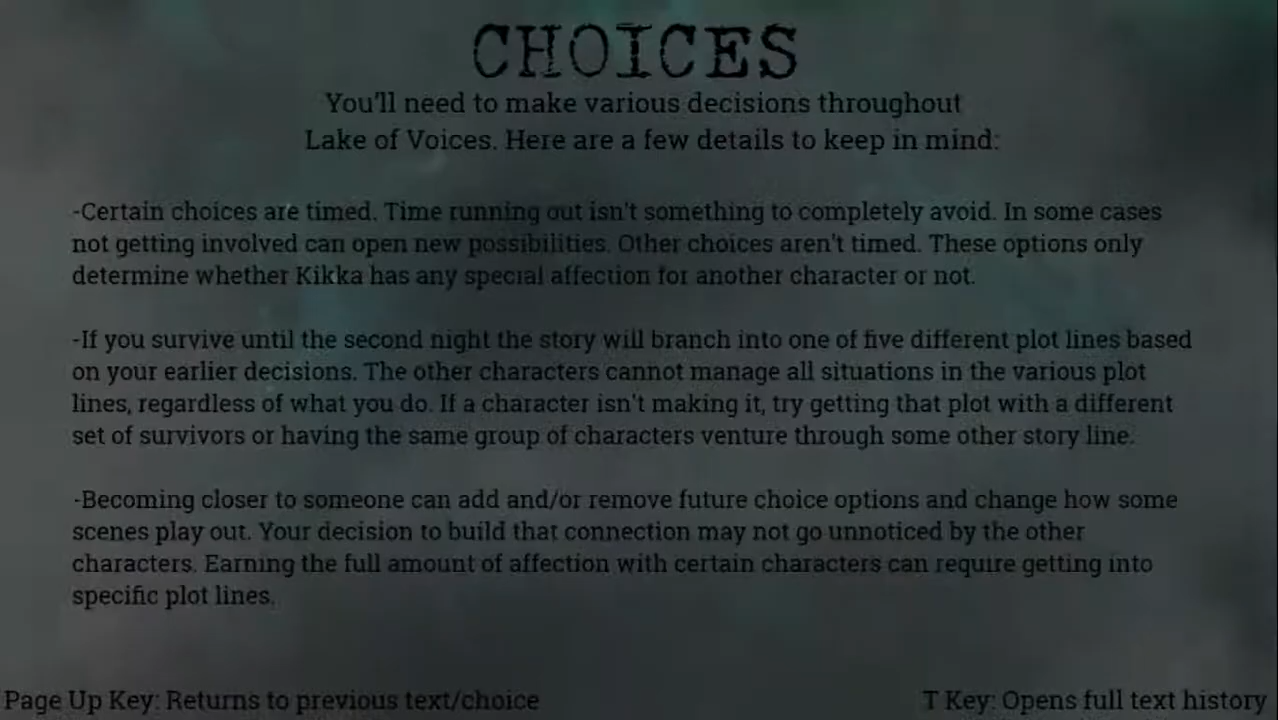 CHOICES
You'll need to make various decisions throughout
Lake of Voices. Here are a few details to keep in mind:
-Certain choices are timed. Time running out isn't something to completely avoid. In some cases
not getting involved can open new possibilities. Other choices aren't timed. These options only
determine whether Kikka has any special affection for another character or not.
-If you survive until the second night the story will branch into one of five different plot lines based
on your earlier decisions. The other characters cannot manage all situations in the various plot
lines, regardless of what you do. If a character isn't making it, try getting that plot with a different
set of survivors or having the same group of characters venture through some other story line.
-Becoming closer to someone can add and/or remove future choice options and change how some
scenes play out. Your decision to build that connection may not go unnoticed by the other
characters. Earning the full amount of affection with certain characters can require getting into
specific plot lines.
Page Up Key: Returns to previous text/choice
T Key: Opens full text history